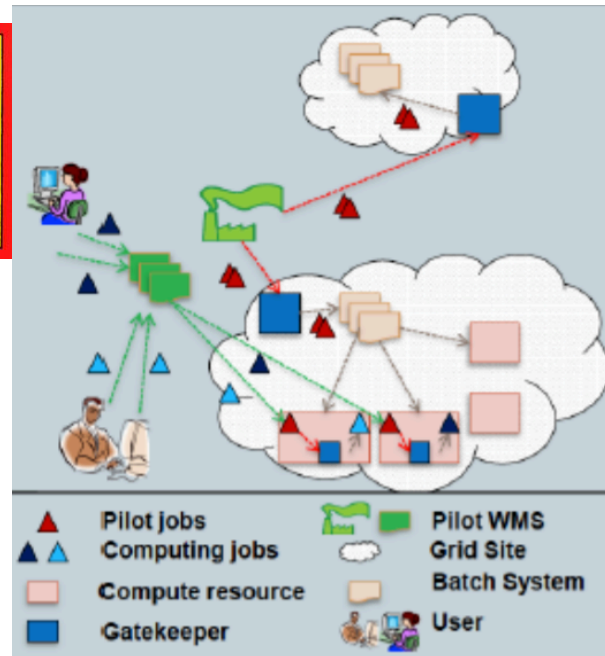 Pilot jobs
Computing jobs
Compute resource
Gatekeeper
Pilot WMS
Grid Site
Batch System
User